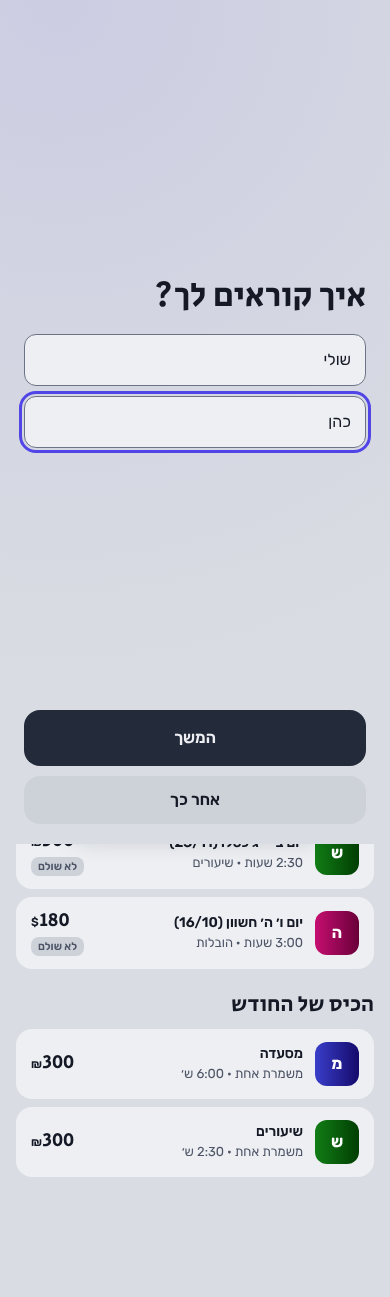 איך קוראים לך?
שולי
כהן
המשך
אחר כך
ש
2:30 שעות • שיעורים
לא שולם
ה
יום ו׳ ה׳ חשוון (16/10)
$180
3:00 שעות • הובלות
לא שולם
הכיס של החודש
מ
מסעדה
₪300
משמרת אחת • 6:00 ש׳
ש
שיעורים
₪300
משמרת אחת • 2:30 ש׳